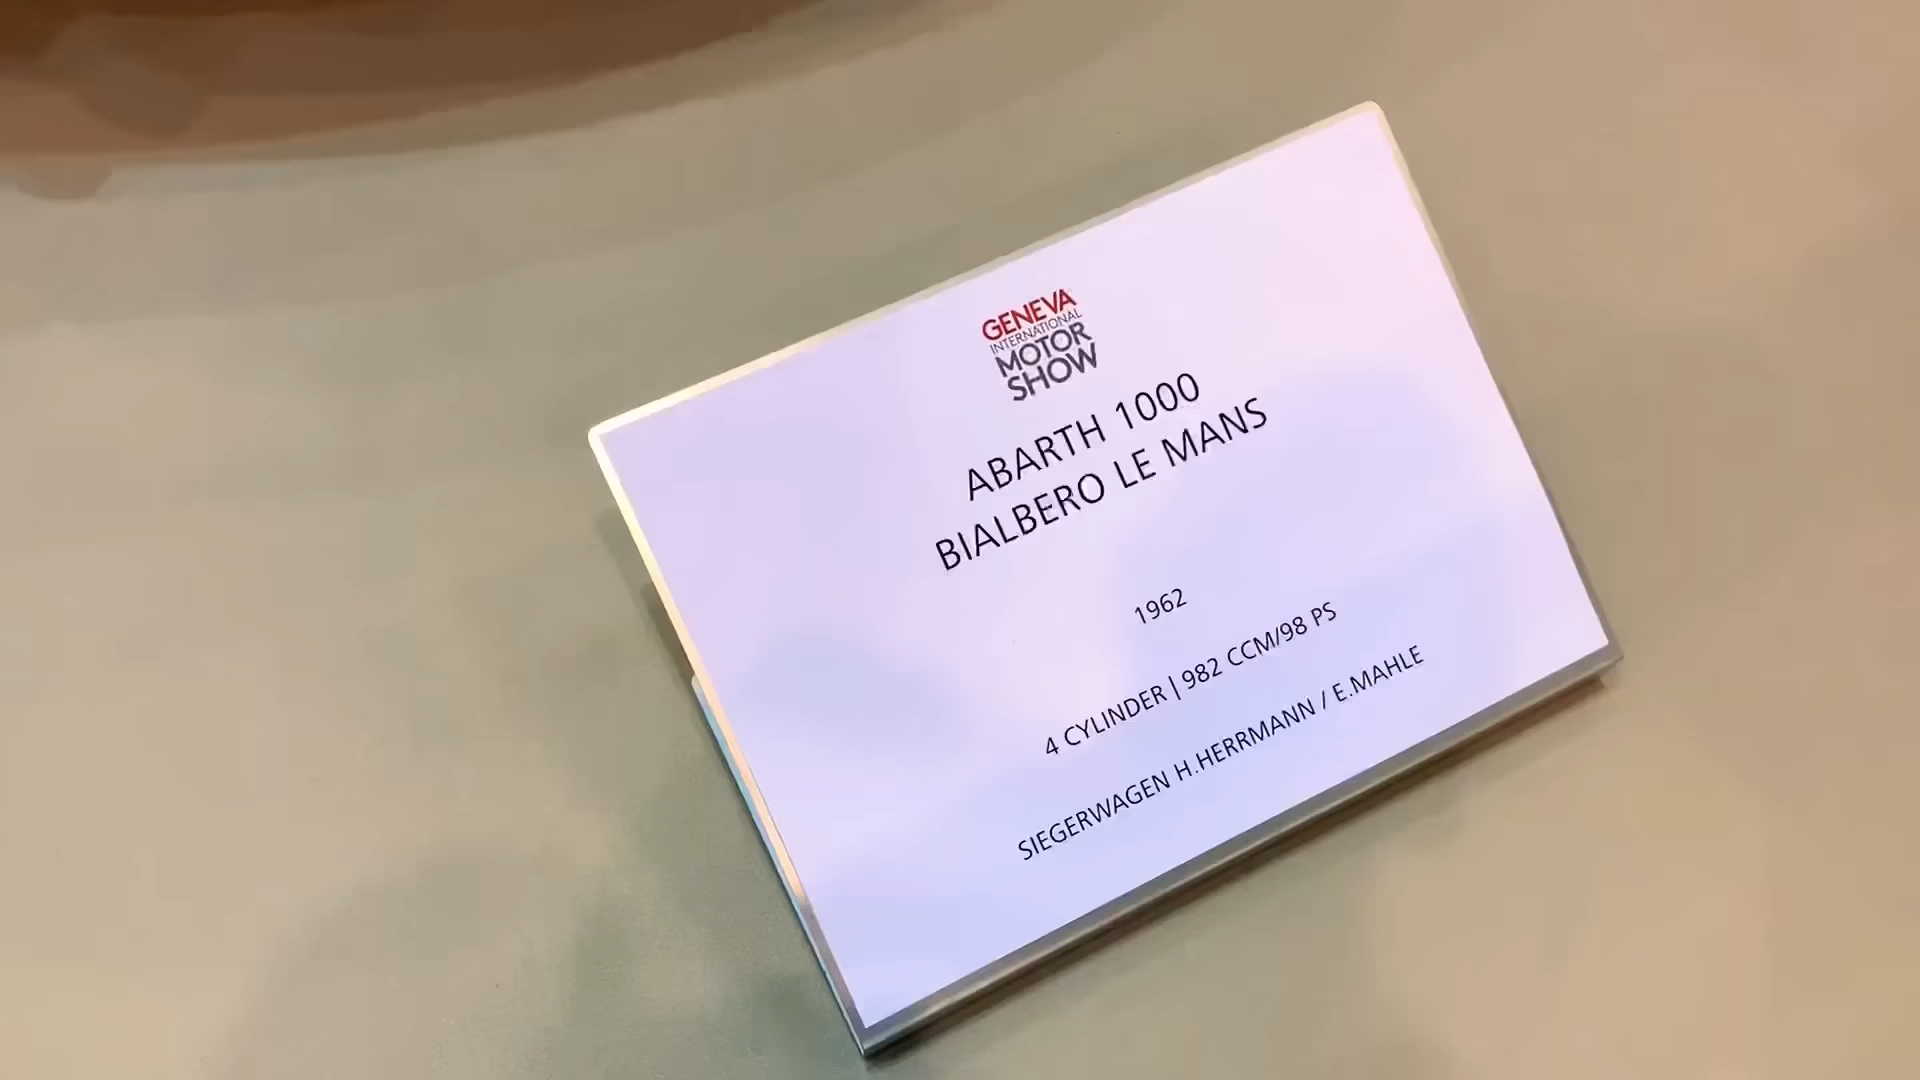 GENEVA
INTERNATIONAL
MOTOR
SHOW
ABARTH 1000
BIALBERO LE MANS
1962
4 CYLINDER | 982 CCM/98 PS
SIEGERWAGEN H.HERRMANN / E.MAHLE